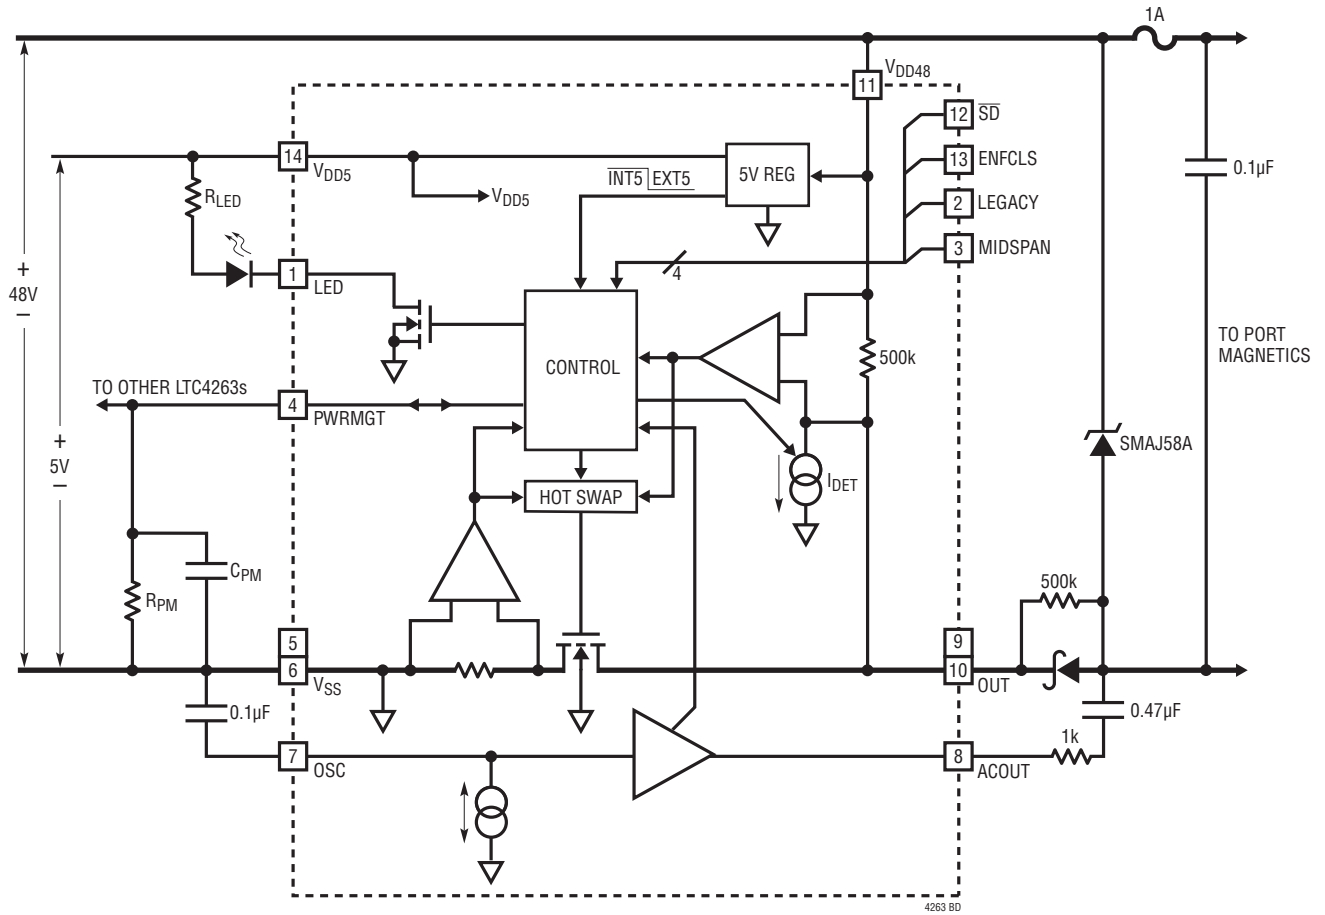 1A
VDD48
11
12 SD
13 ENFCLS
2 LEGACY
3 MIDSPAN
14
VDD5
VDD5
INT5 EXT5
5V REG
4
RLED
1
LED
+
48V
–
0.1µF
TO PORT
MAGNETICS
CONTROL
500k
TO OTHER LTC4263s
4
PWRMGT
+
5V
–
SMAJ58A
HOT SWAP
IDET
CPM
RPM
500k
5
6
VSS
9
10
OUT
0.1µF
0.47µF
1k
7
OSC
8
ACOUT
4263 BD